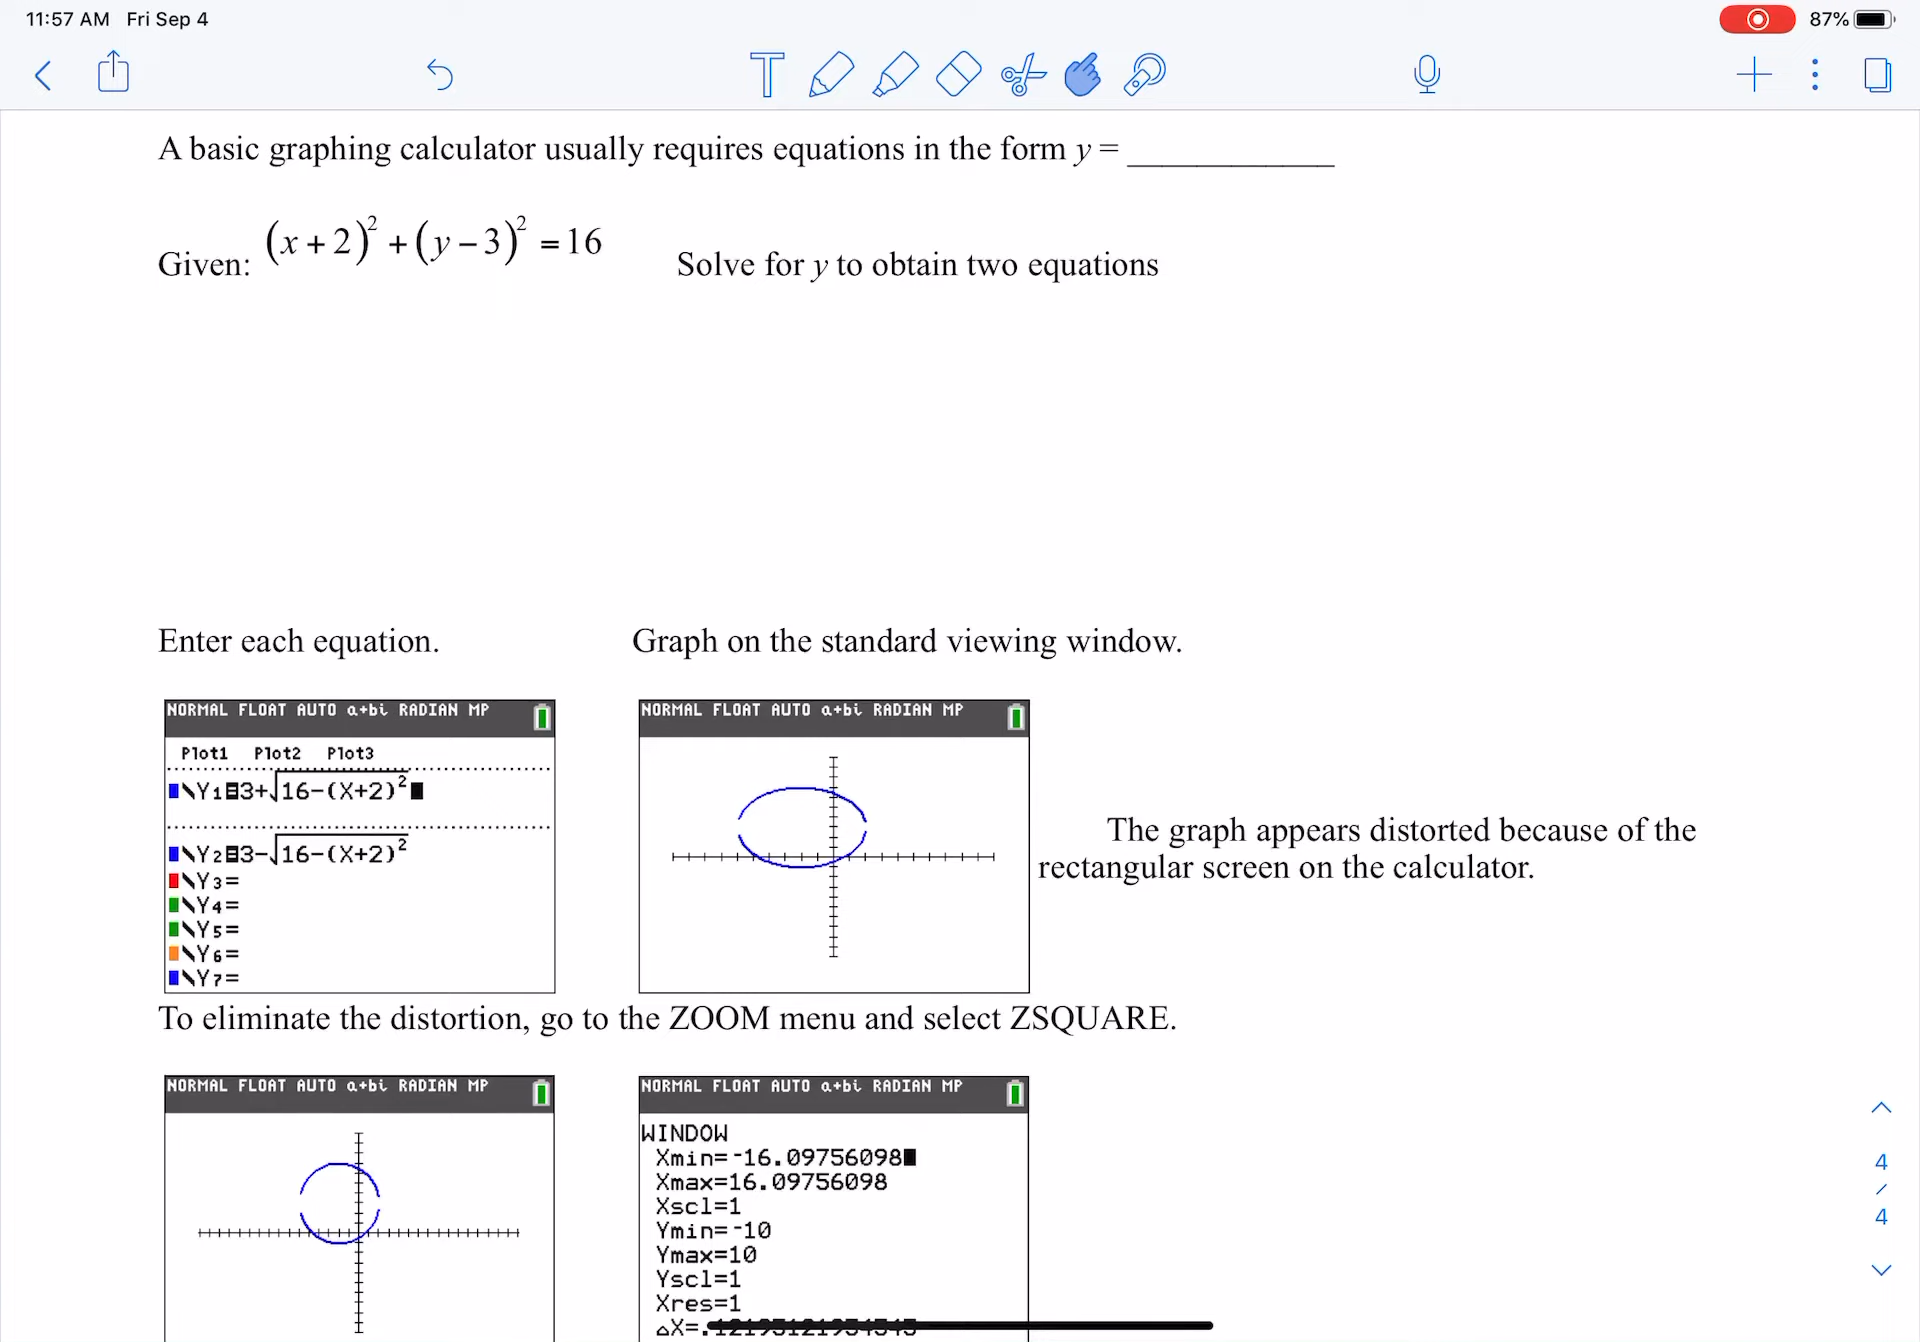 11:57 AM Fri Sep 4 87%
A basic graphing calculator usually requires equations in the form y = ____________
Given: (x + 2)² + (y − 3)² = 16 Solve for y to obtain two equations
Enter each equation. Graph on the standard viewing window.
NORMAL FLOAT AUTO a+bi RADIAN MP
Plot1 Plot2 Plot3
\Y1=3+√16-(X+2)²
\Y2=3-√16-(X+2)²
\Y3=
\Y4=
\Y5=
\Y6=
\Y7=
NORMAL FLOAT AUTO a+bi RADIAN MP
The graph appears distorted because of the
rectangular screen on the calculator.
To eliminate the distortion, go to the ZOOM menu and select ZSQUARE.
NORMAL FLOAT AUTO a+bi RADIAN MP
NORMAL FLOAT AUTO a+bi RADIAN MP
WINDOW
Xmin=-16.09756098
Xmax=16.09756098
Xscl=1
Ymin=-10
Ymax=10
Yscl=1
Xres=1
△X=
4
/
4